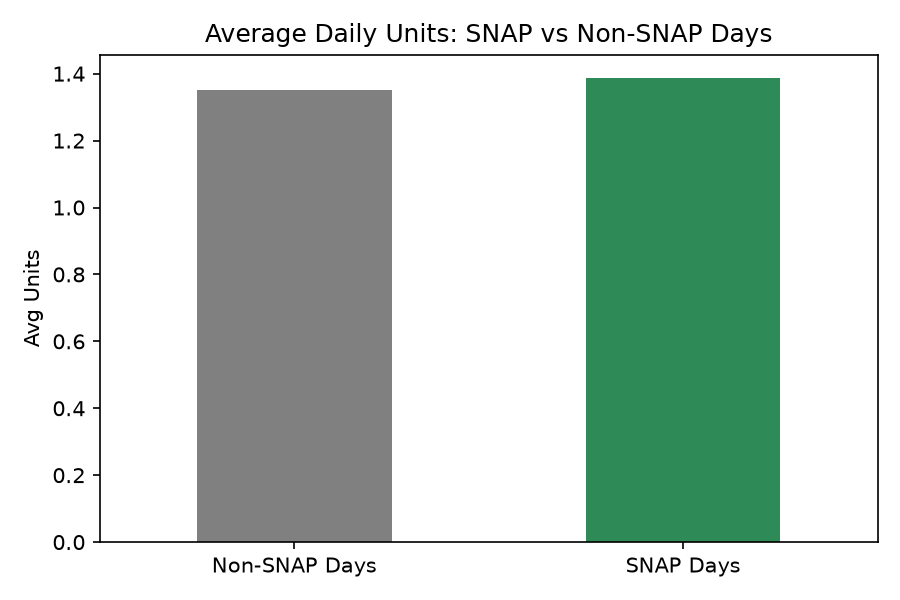 Average Daily Units: SNAP vs Non-SNAP Days
1.4
1.2
1.0
0.8
0.6
0.4
0.2
0.0
Avg Units
Non-SNAP Days
SNAP Days